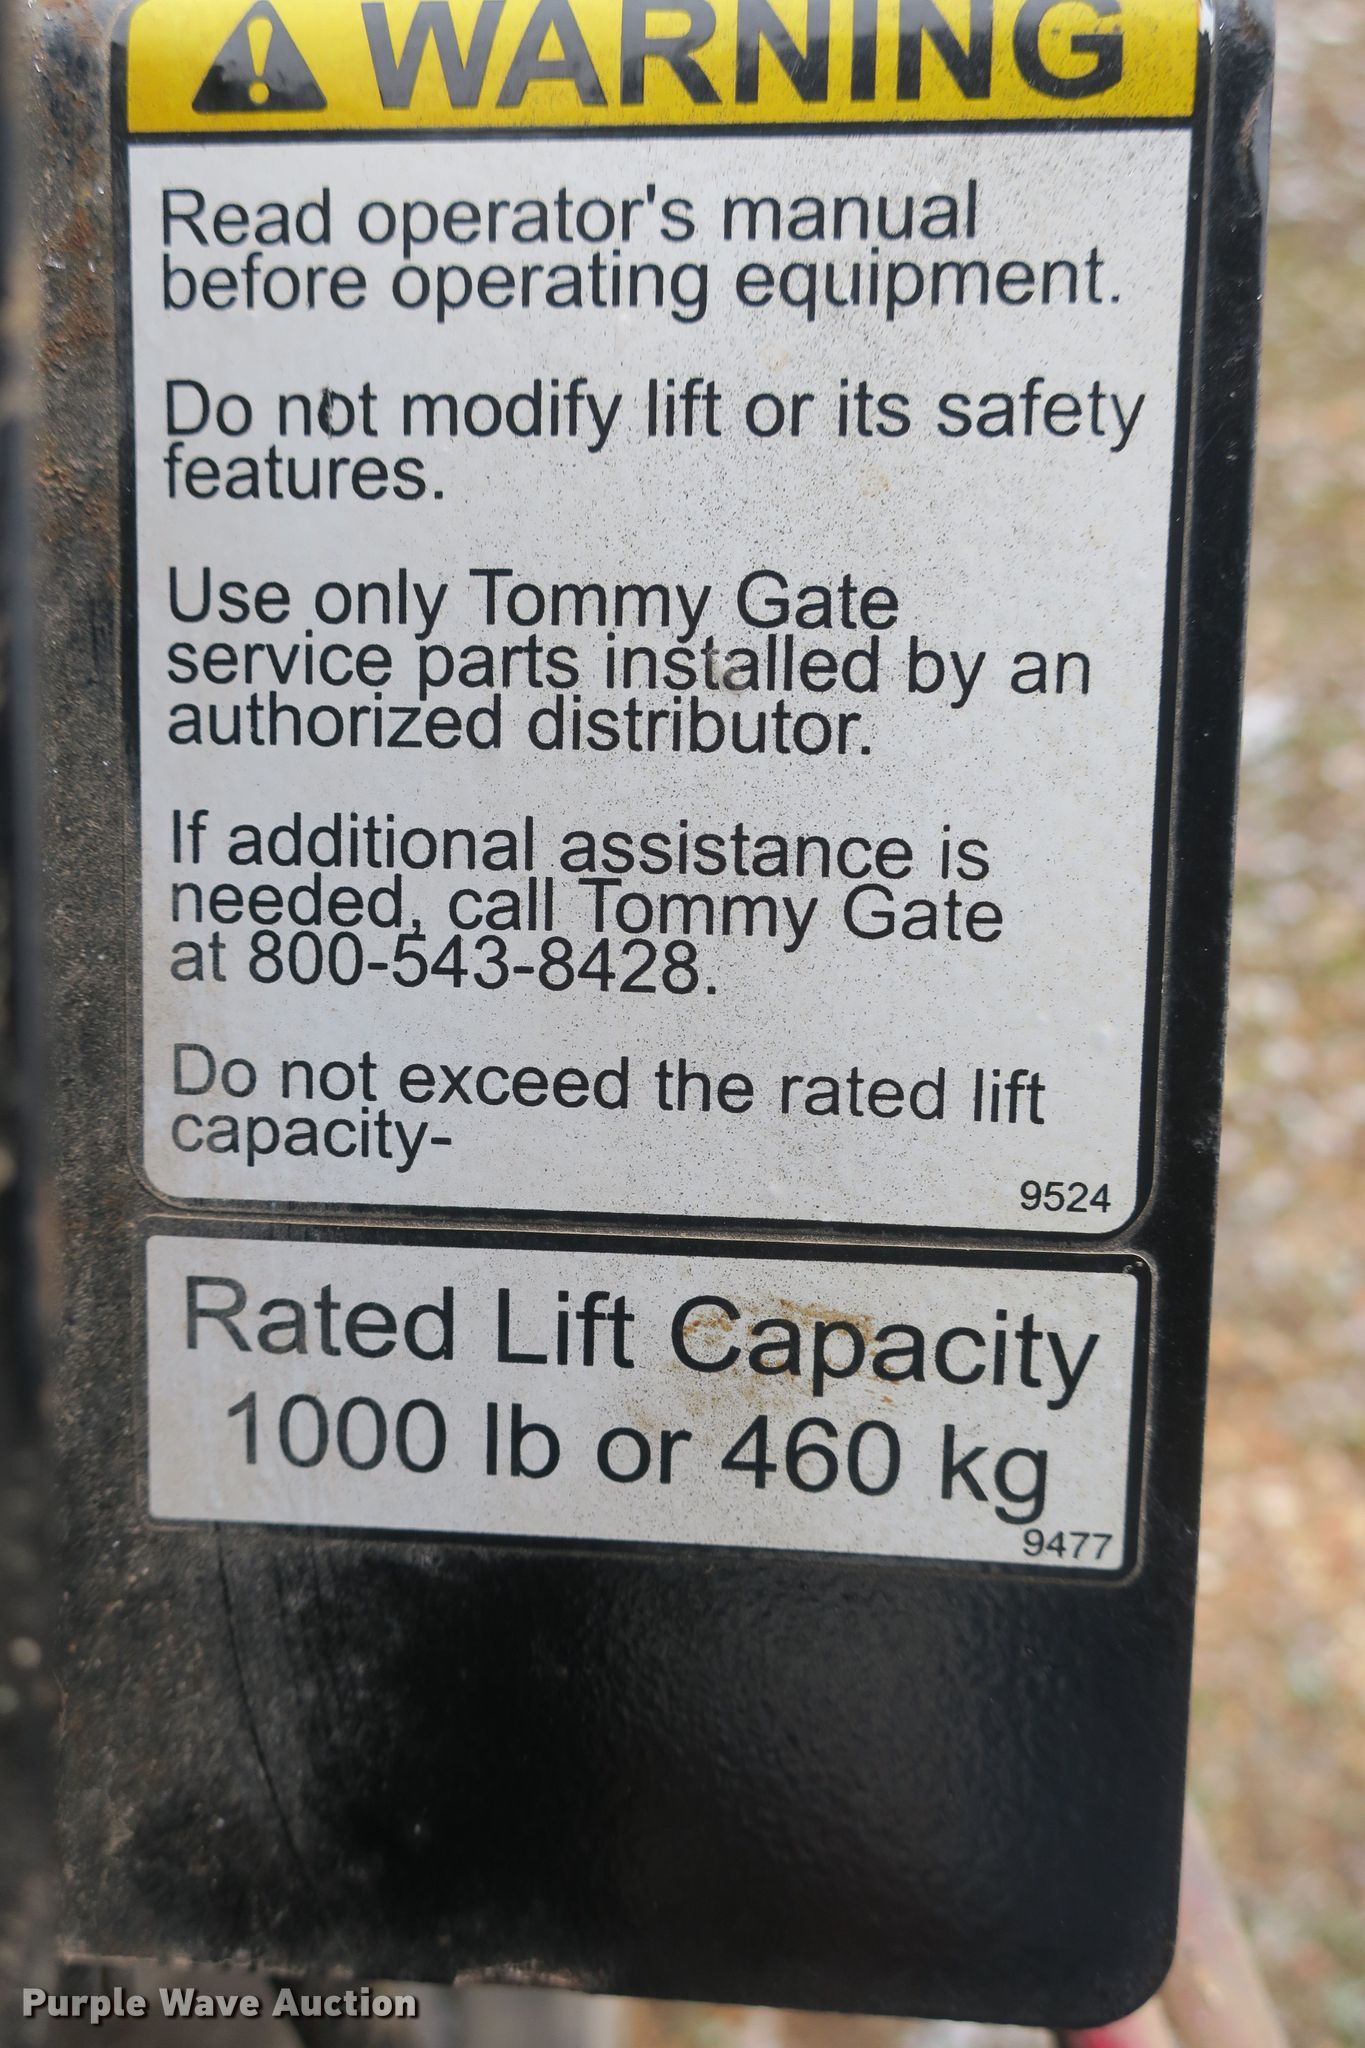 WARNING
Read operator's manual
before operating equipment.
Do not modify lift or its safety
features.
Use only Tommy Gate
service parts installed by an
authorized distributor.
If additional assistance is
needed, call Tommy Gate
at 800-543-8428.
Do not exceed the rated lift
capacity-
9524
Rated Lift Capacity
1000 lb or 460 kg
9477
Purple Wave Auction